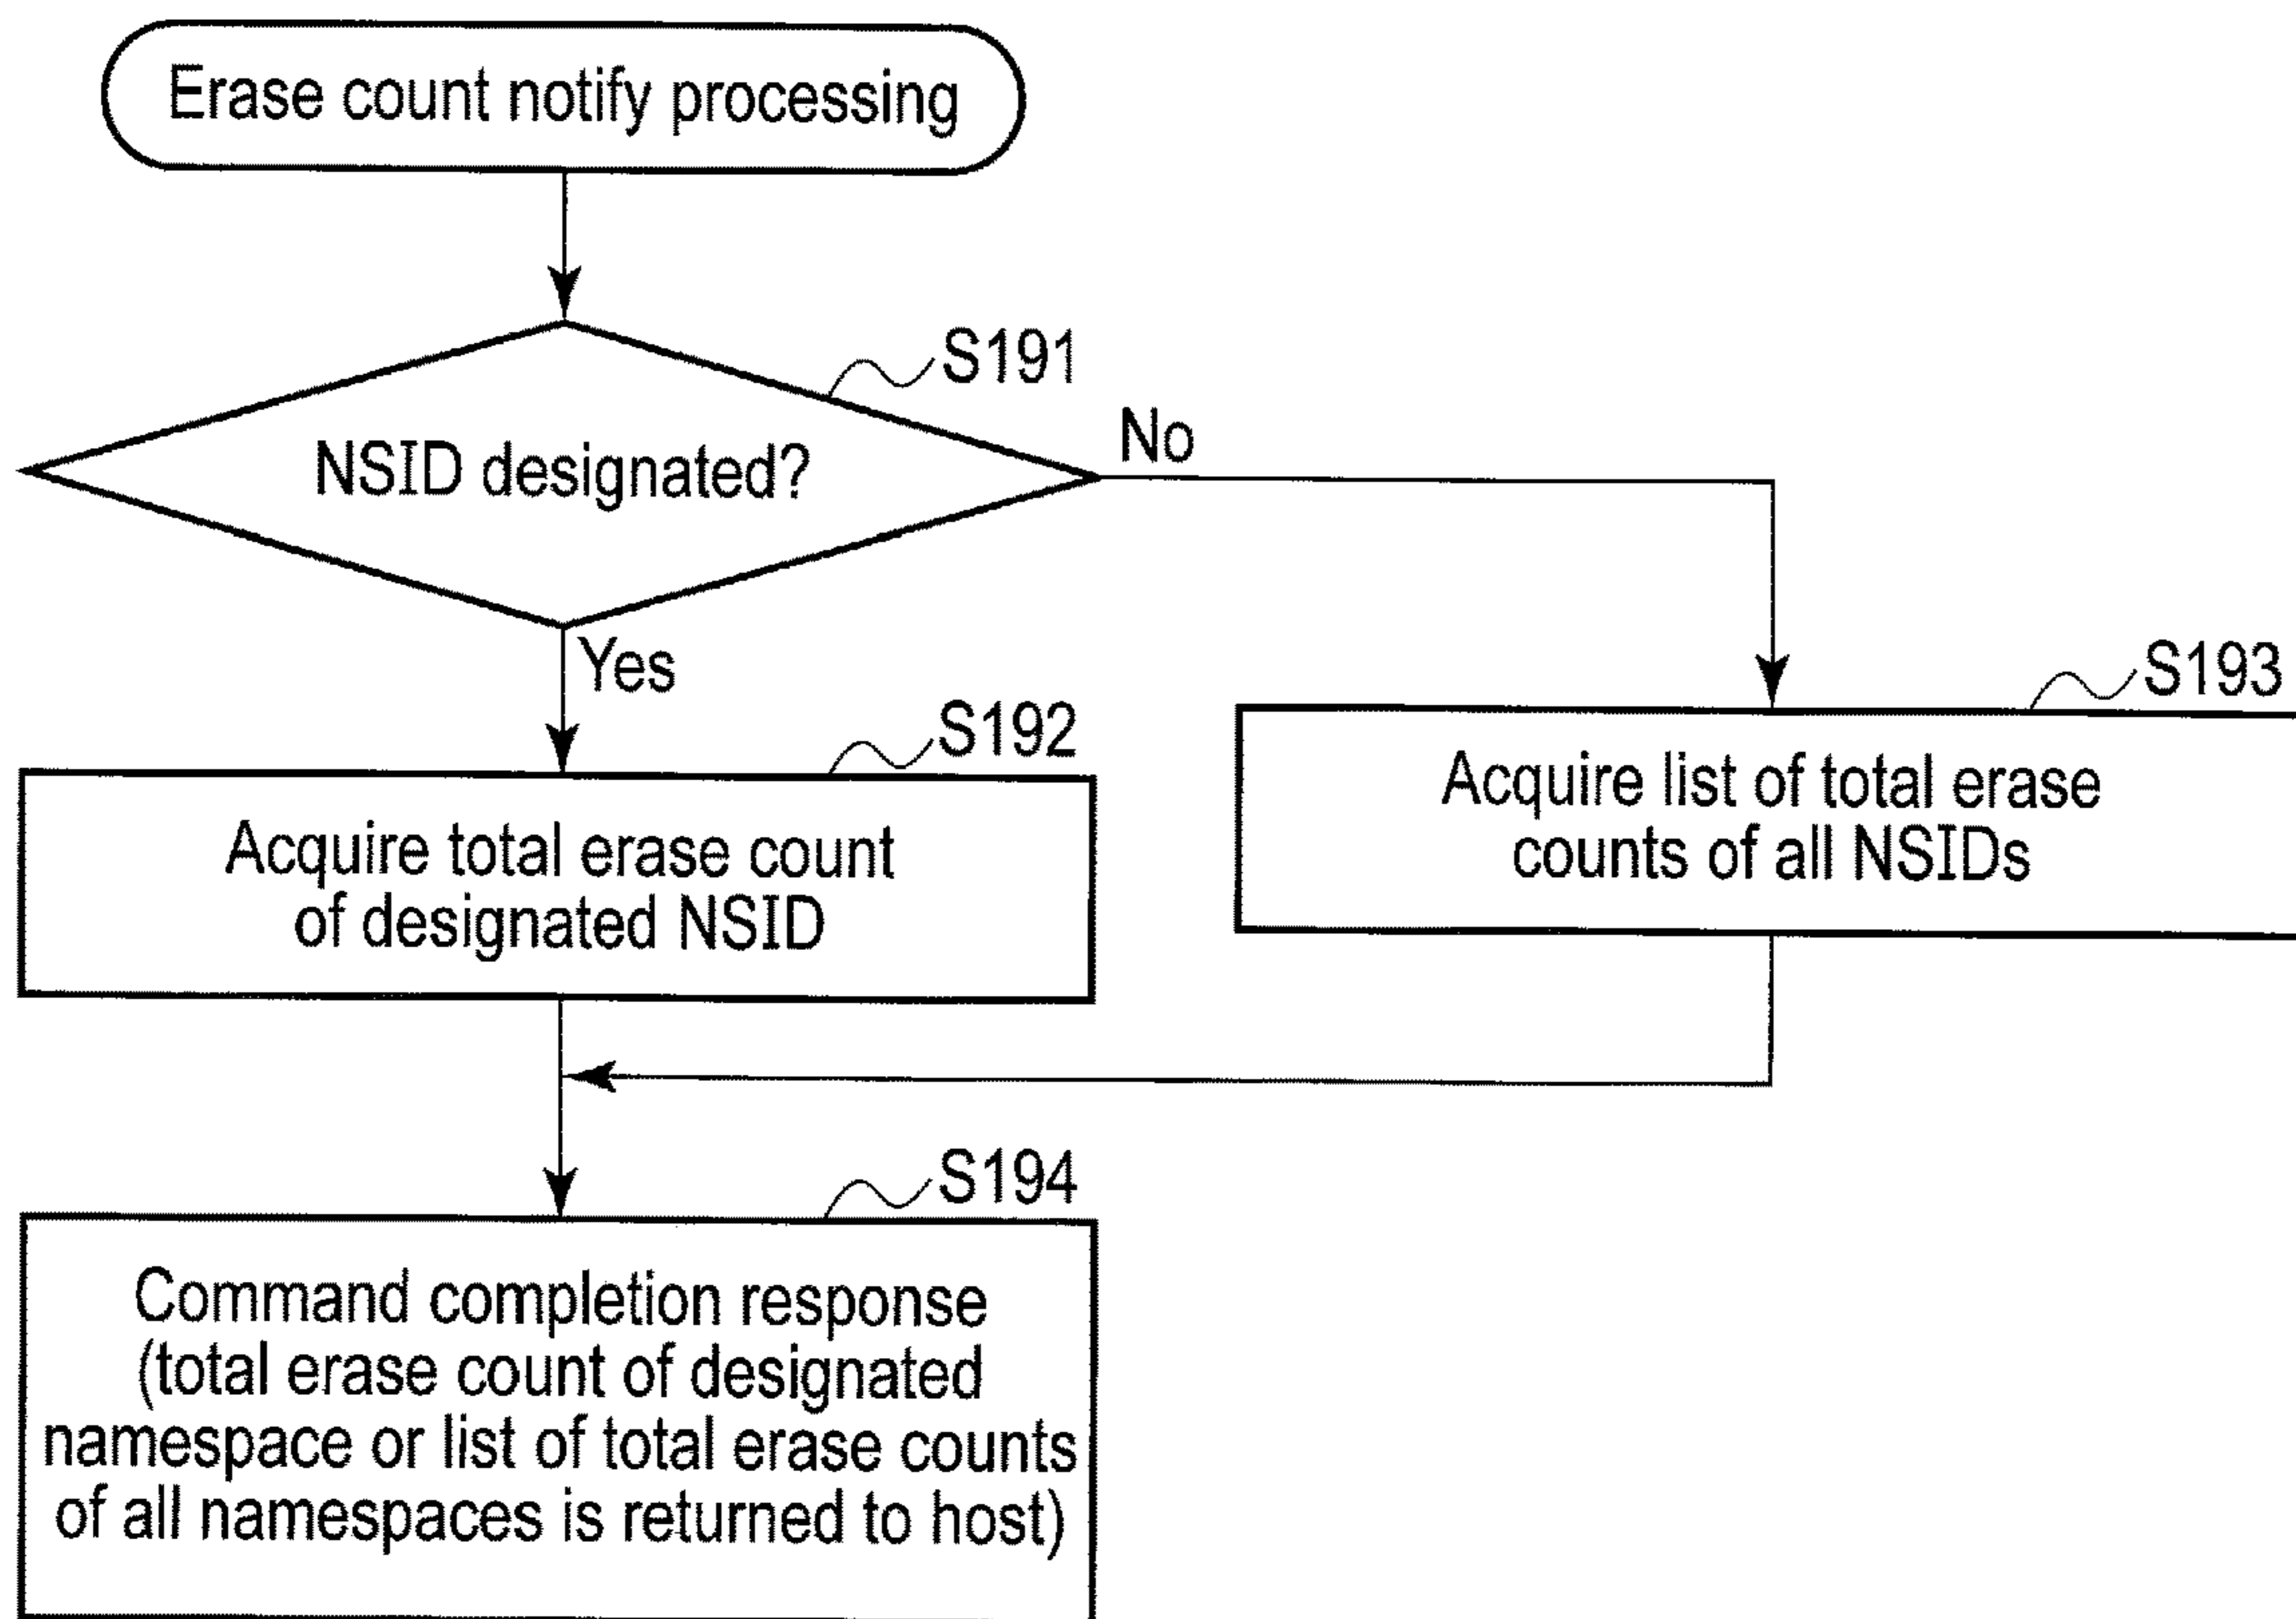 Erase count notify processing
S191
NSID designated?
No
Yes
S193
S192
Acquire list of total erase
counts of all NSIDs
Acquire total erase count
of designated NSID
S194
Command completion response
(total erase count of designated
namespace or list of total erase counts
of all namespaces is returned to host)